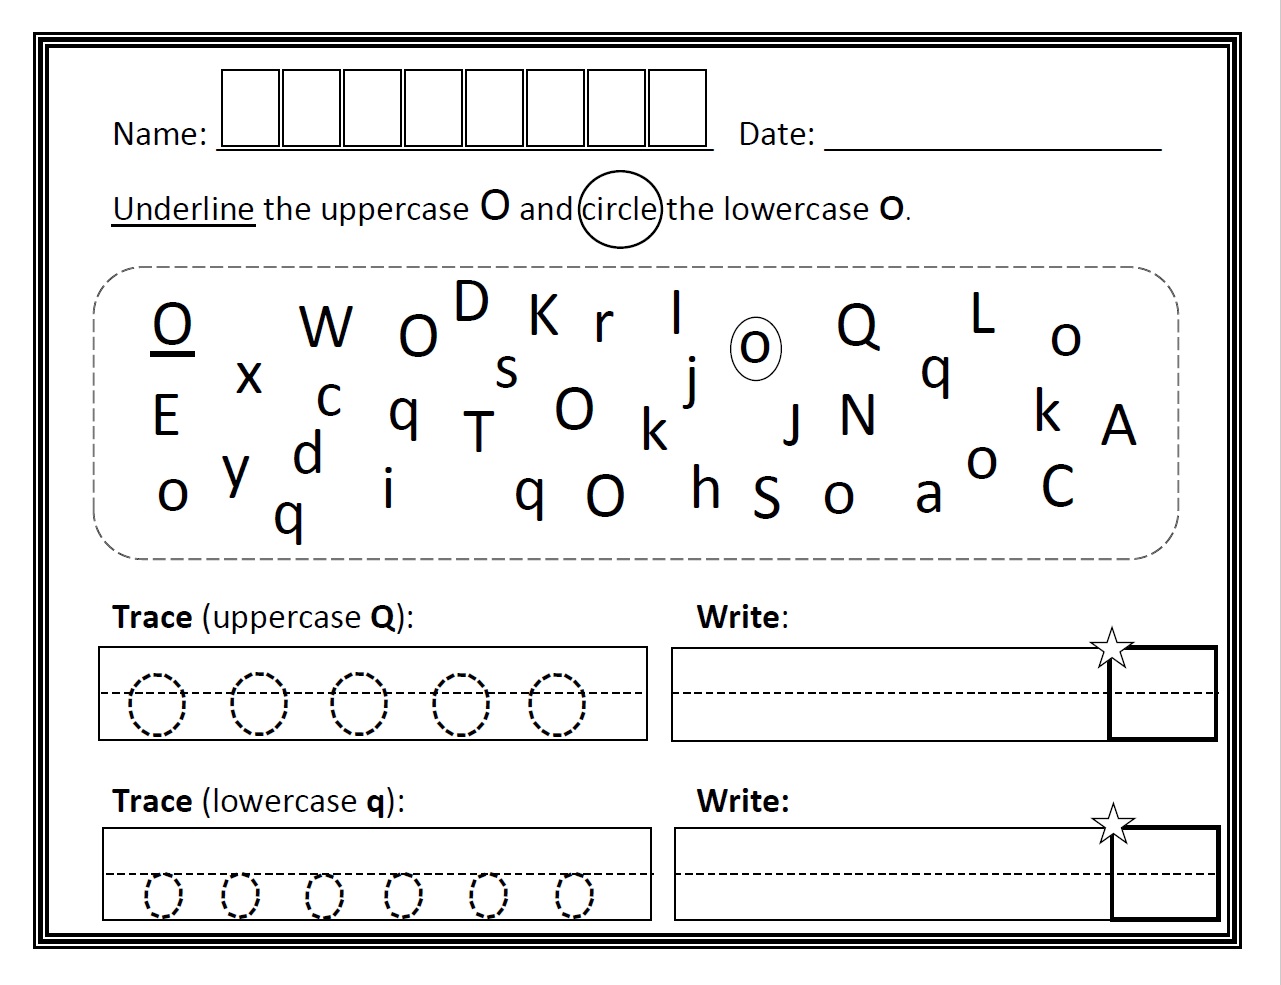 Name: Date:
Underline the uppercase O and circle the lowercase o.
O W O D K r I o Q L o
x s j q
E c q T O k J N k A
y d o
o q i q O h S o a C
Trace (uppercase Q): Write:
O O O O O
Trace (lowercase q): Write:
o o o o o o